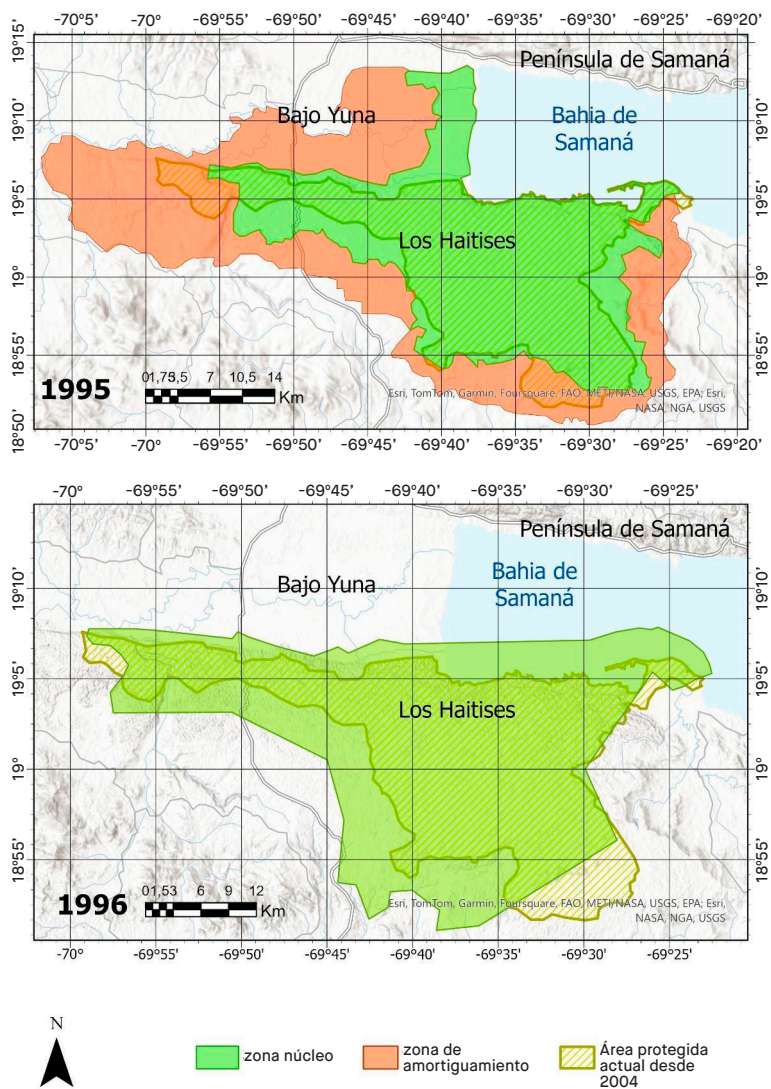 -70°5' -70° -69°55' -69°50' -69°45' -69°40' -69°35' -69°30' -69°25' -69°20'
19°15'
Península de Samaná
19°10'
Bajo Yuna
Bahia de
Samaná
19°5'
Los Haitises
19°
18°55'
1995
01,753,5 7 10,5 14
Km
Esri, TomTom, Garmin, Foursquare, FAO, METI/NASA, USGS, EPA; Esri,
NASA, NGA, USGS
18°50'
-70°5' -70° -69°55' -69°50' -69°45' -69°40' -69°35' -69°30' -69°25' -69°20'
-70° -69°55' -69°50' -69°45' -69°40' -69°35' -69°30' -69°25'
Península de Samaná
19°10'
Bajo Yuna
Bahia de
Samaná
19°5'
Los Haitises
19°
18°55'
1996
01,53 6 9 12
Km
Esri, TomTom, Garmin, Foursquare, FAO, METI/NASA, USGS, EPA; Esri,
NASA, NGA, USGS
-70° -69°55' -69°50' -69°45' -69°40' -69°35' -69°30' -69°25'
N
zona núcleo
zona de
amortiguamiento
Área protegida
actual desde
2004